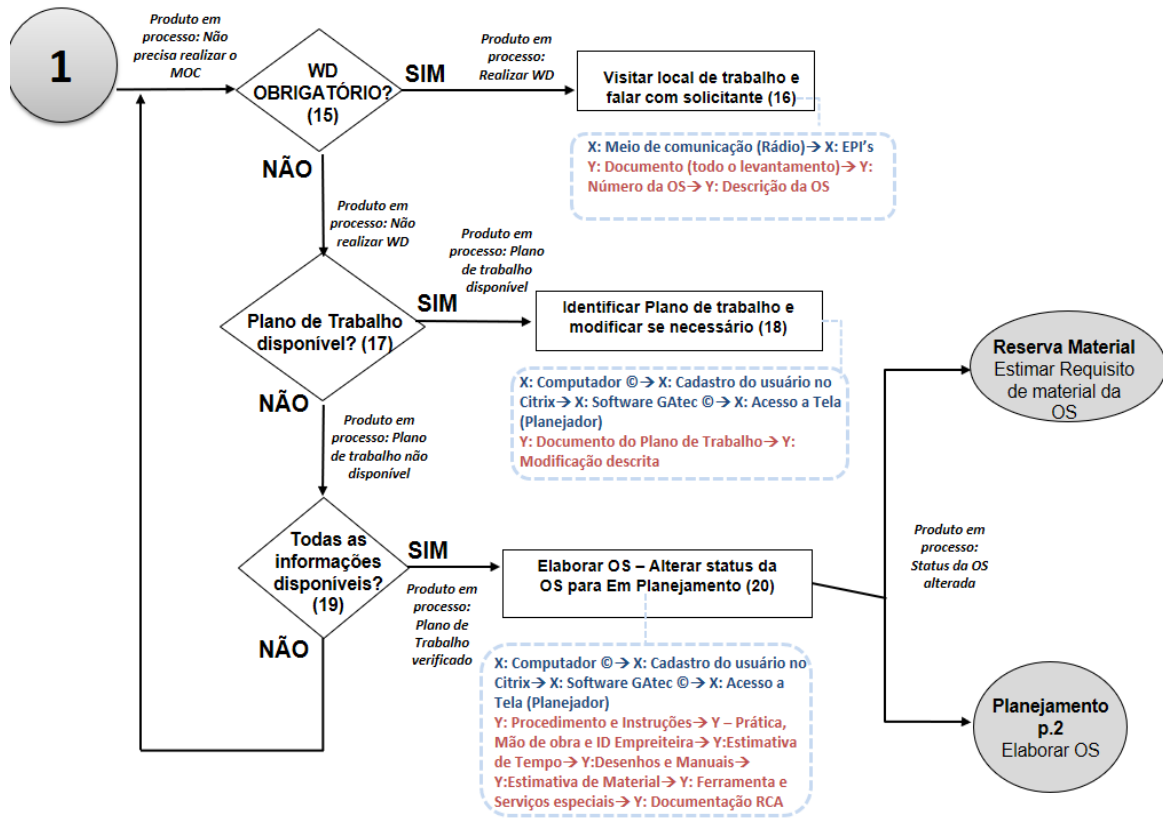 1
Produto em
processo: Não
precisa realizar o
MOC
WD
OBRIGATÓRIO?
(15)
SIM
Produto em
processo:
Realizar WD
Visitar local de trabalho e
falar com solicitante (16)
X: Meio de comunicação (Rádio)→ X: EPI's
Y: Documento (todo o levantamento)→ Y:
Número da OS→ Y: Descrição da OS
NÃO
Produto em
processo: Não
realizar WD
Plano de Trabalho
disponível? (17)
SIM
Produto em
processo: Plano
de trabalho
disponível
Identificar Plano de trabalho e
modificar se necessário (18)
X: Computador ©→ X: Cadastro do usuário no
Citrix→ X: Software GAtec ©→ X: Acesso a Tela
(Planejador)
Y: Documento do Plano de Trabalho→ Y:
Modificação descrita
NÃO
Produto em
processo: Plano
de trabalho não
disponível
Todas as
informações
disponíveis?
(19)
SIM
Produto em
processo:
Plano de
Trabalho
verificado
Elaborar OS – Alterar status da
OS para Em Planejamento (20)
X: Computador ©→ X: Cadastro do usuário no
Citrix→ X: Software GAtec ©→ X: Acesso a
Tela (Planejador)
Y: Procedimento e Instruções→ Y – Prática,
Mão de obra e ID Empreiteira→ Y:Estimativa
de Tempo→ Y:Desenhos e Manuais→
Y:Estimativa de Material→ Y: Ferramenta e
Serviços especiais→ Y: Documentação RCA
NÃO
Reserva Material
Estimar Requisito
de material da
OS
Produto em
processo:
Status da OS
alterada
Planejamento
p.2
Elaborar OS